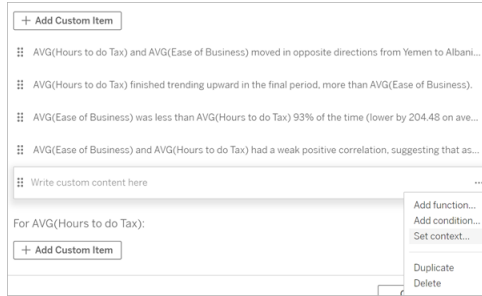 + Add Custom Item
AVG(Hours to do Tax) and AVG(Ease of Business) moved in opposite directions from Yemen to Albani...
AVG(Hours to do Tax) finished trending upward in the final period, more than AVG(Ease of Business).
AVG(Ease of Business) was less than AVG(Hours to do Tax) 93% of the time (lower by 204.48 on ave...
AVG(Ease of Business) and AVG(Hours to do Tax) had a weak positive correlation, suggesting that as...
Write custom content here
Add function...
Add condition...
Set context...
Duplicate
Delete
For AVG(Hours to do Tax):
+ Add Custom Item